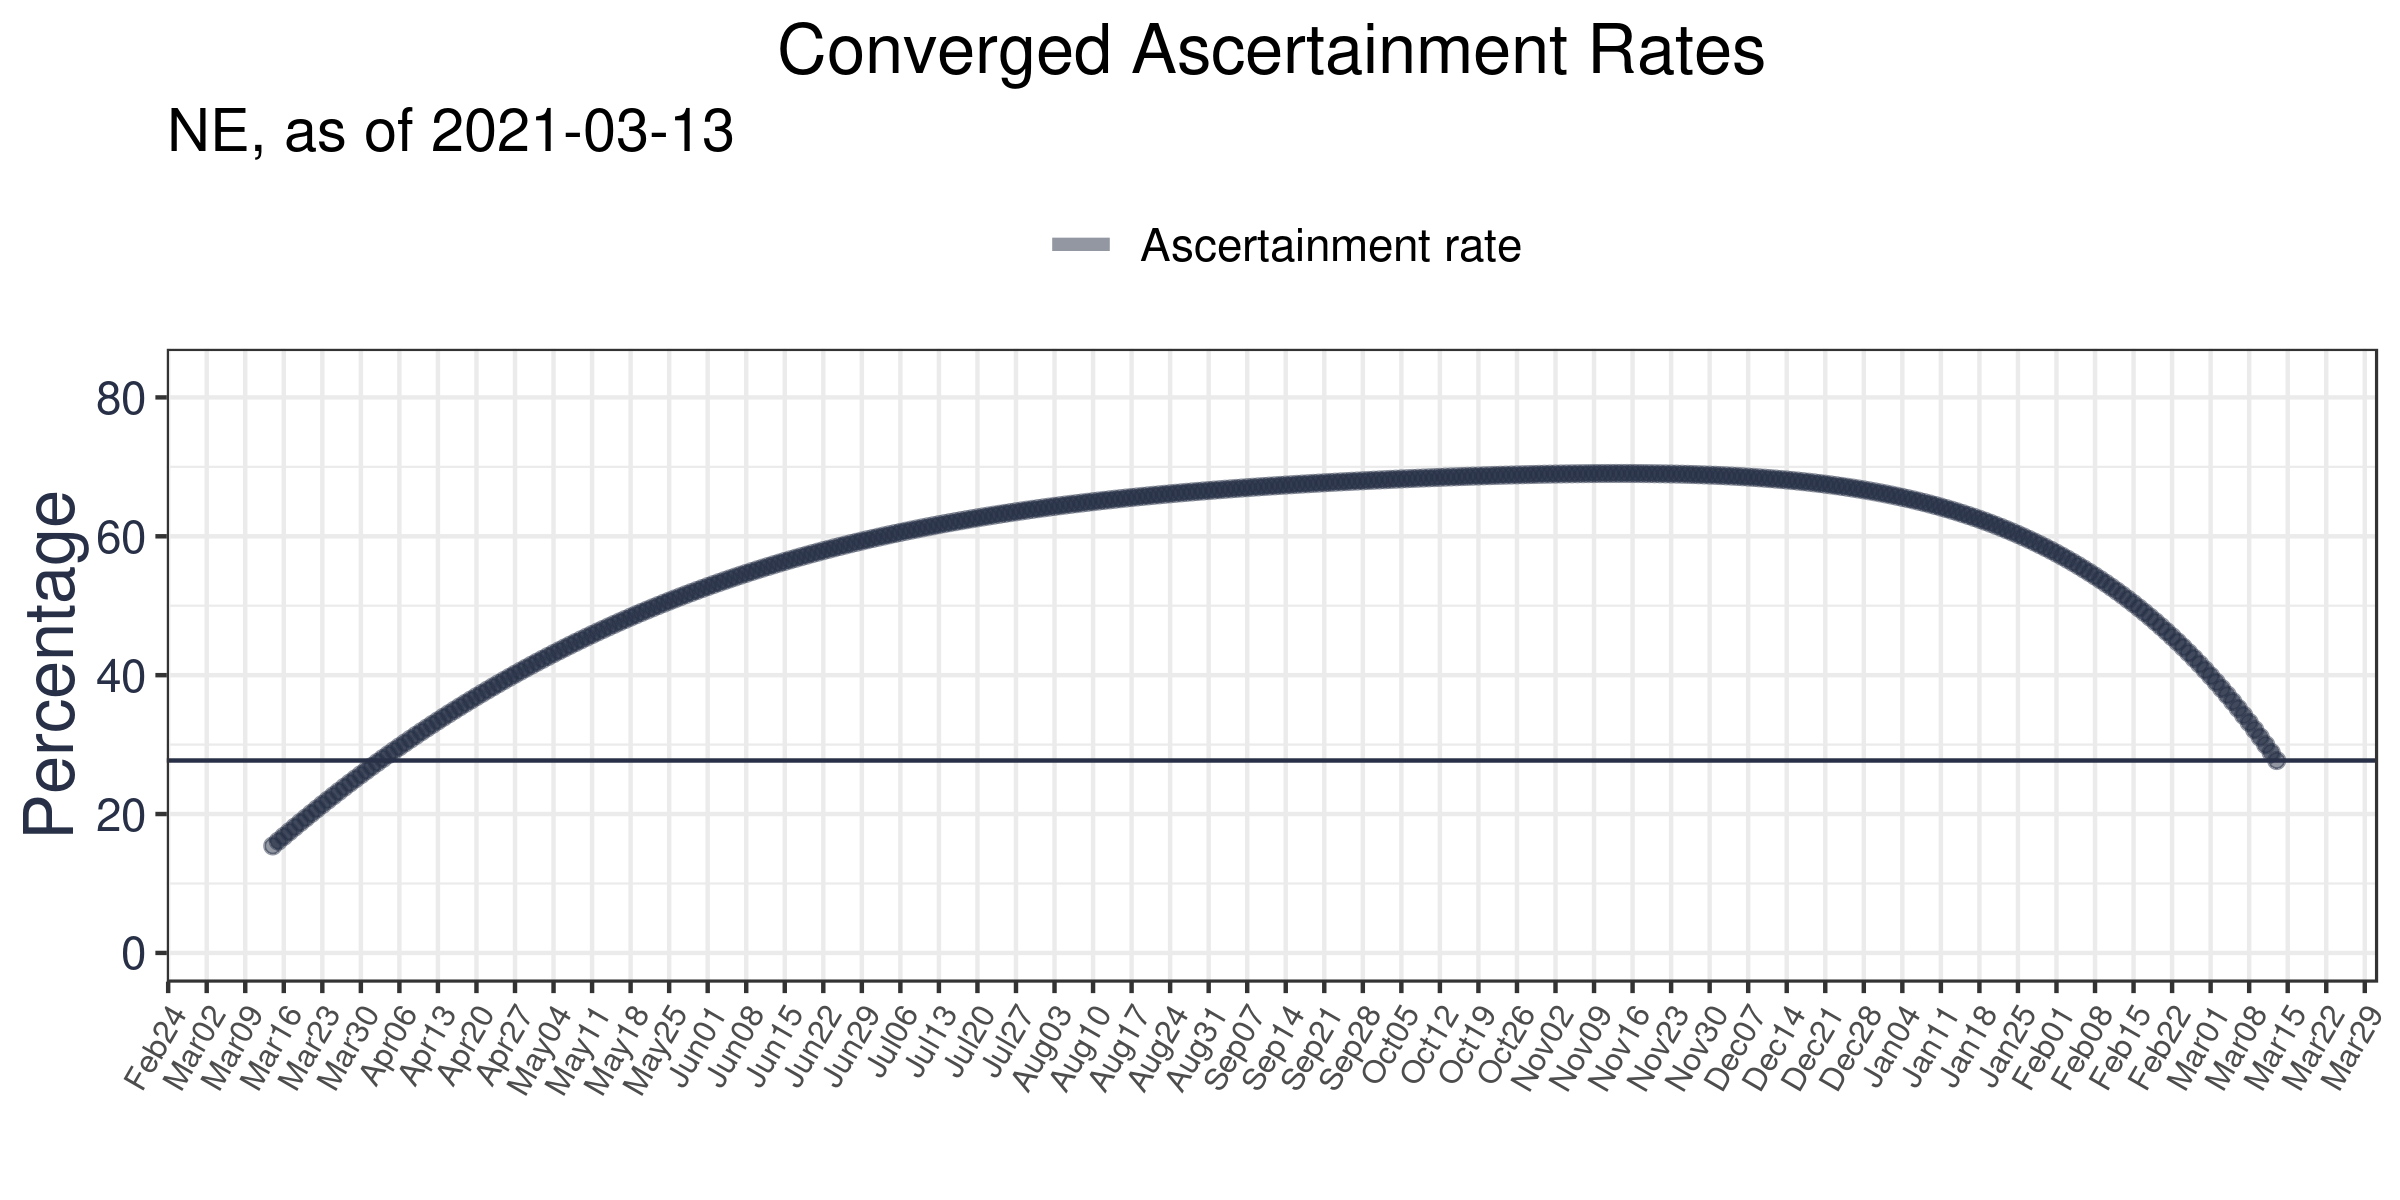 Converged Ascertainment Rates
NE, as of 2021-03-13
Ascertainment rate
Percentage
80
60
40
20
0
Feb24
Mar02
Mar09
Mar16
Mar23
Mar30
Apr06
Apr13
Apr20
Apr27
May04
May11
May18
May25
Jun01
Jun08
Jun15
Jun22
Jun29
Jul06
Jul13
Jul20
Jul27
Aug03
Aug10
Aug17
Aug24
Aug31
Sep07
Sep14
Sep21
Sep28
Oct05
Oct12
Oct19
Oct26
Nov02
Nov09
Nov16
Nov23
Nov30
Dec07
Dec14
Dec21
Dec28
Jan04
Jan11
Jan18
Jan25
Feb01
Feb08
Feb15
Feb22
Mar01
Mar08
Mar15
Mar22
Mar29